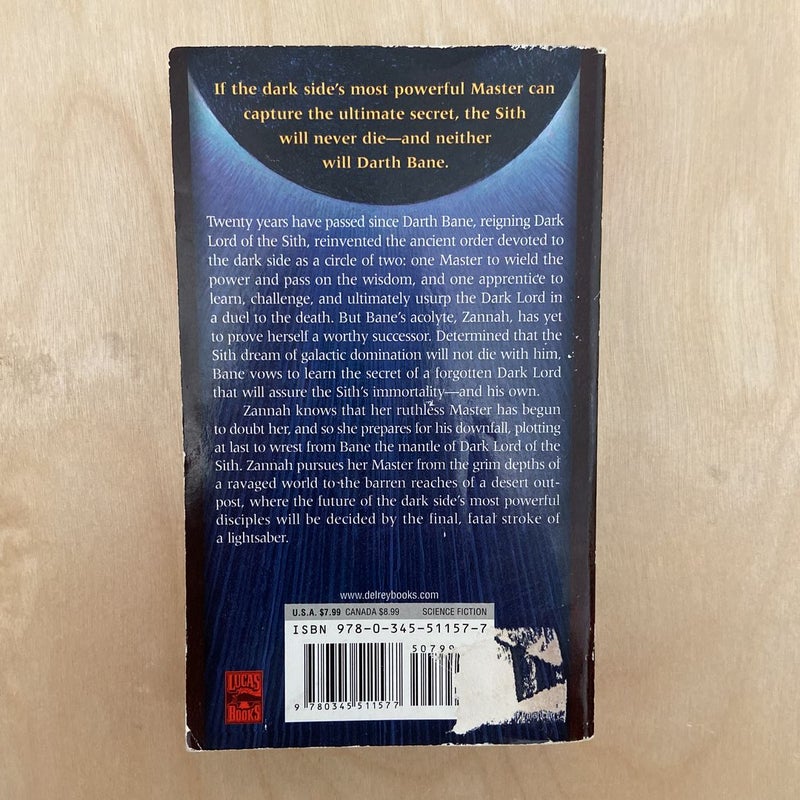 If the dark side's most powerful Master can
capture the ultimate secret, the Sith
will never die—and neither
will Darth Bane.
Twenty years have passed since Darth Bane, reigning Dark
Lord of the Sith, reinvented the ancient order devoted to
the dark side as a circle of two: one Master to wield the
power and pass on the wisdom, and one apprentice to
learn, challenge, and ultimately usurp the Dark Lord in
a duel to the death. But Bane's acolyte, Zannah, has yet
to prove herself a worthy successor. Determined that the
Sith dream of galactic domination will not die with him,
Bane vows to learn the secret of a forgotten Dark Lord
that will assure the Sith's immortality—and his own.
Zannah knows that her ruthless Master has begun
to doubt her, and so she prepares for his downfall, plotting
at last to wrest from Bane the mantle of Dark Lord of the
Sith. Zannah pursues her Master from the grim depths of
a ravaged world to the barren reaches of a desert out-
post, where the future of the dark side's most powerful
disciples will be decided by the final, fatal stroke of
a lightsaber.
www.delreybooks.com
U.S.A. $7.99 CANADA $8.99 SCIENCE FICTION
ISBN 978-0-345-51157-7
50799
9 780345 511577
LUCAS
BOOKS